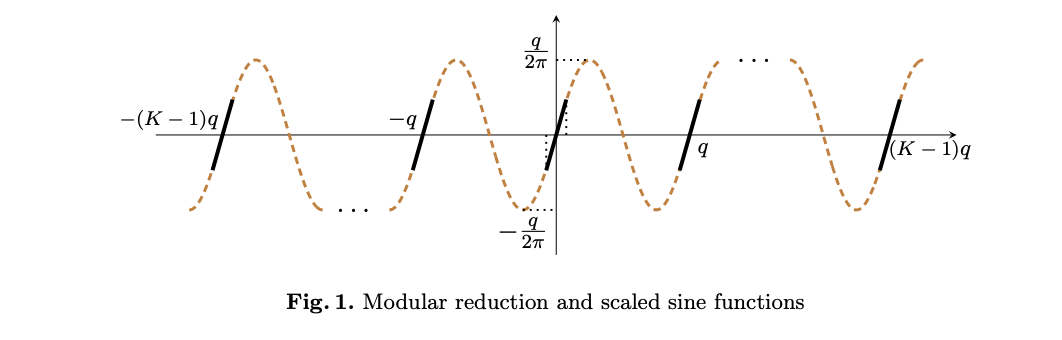 q
2π
. . .
−(K − 1)q
−q
q
(K − 1)q
. . .
− q
2π
Fig. 1. Modular reduction and scaled sine functions